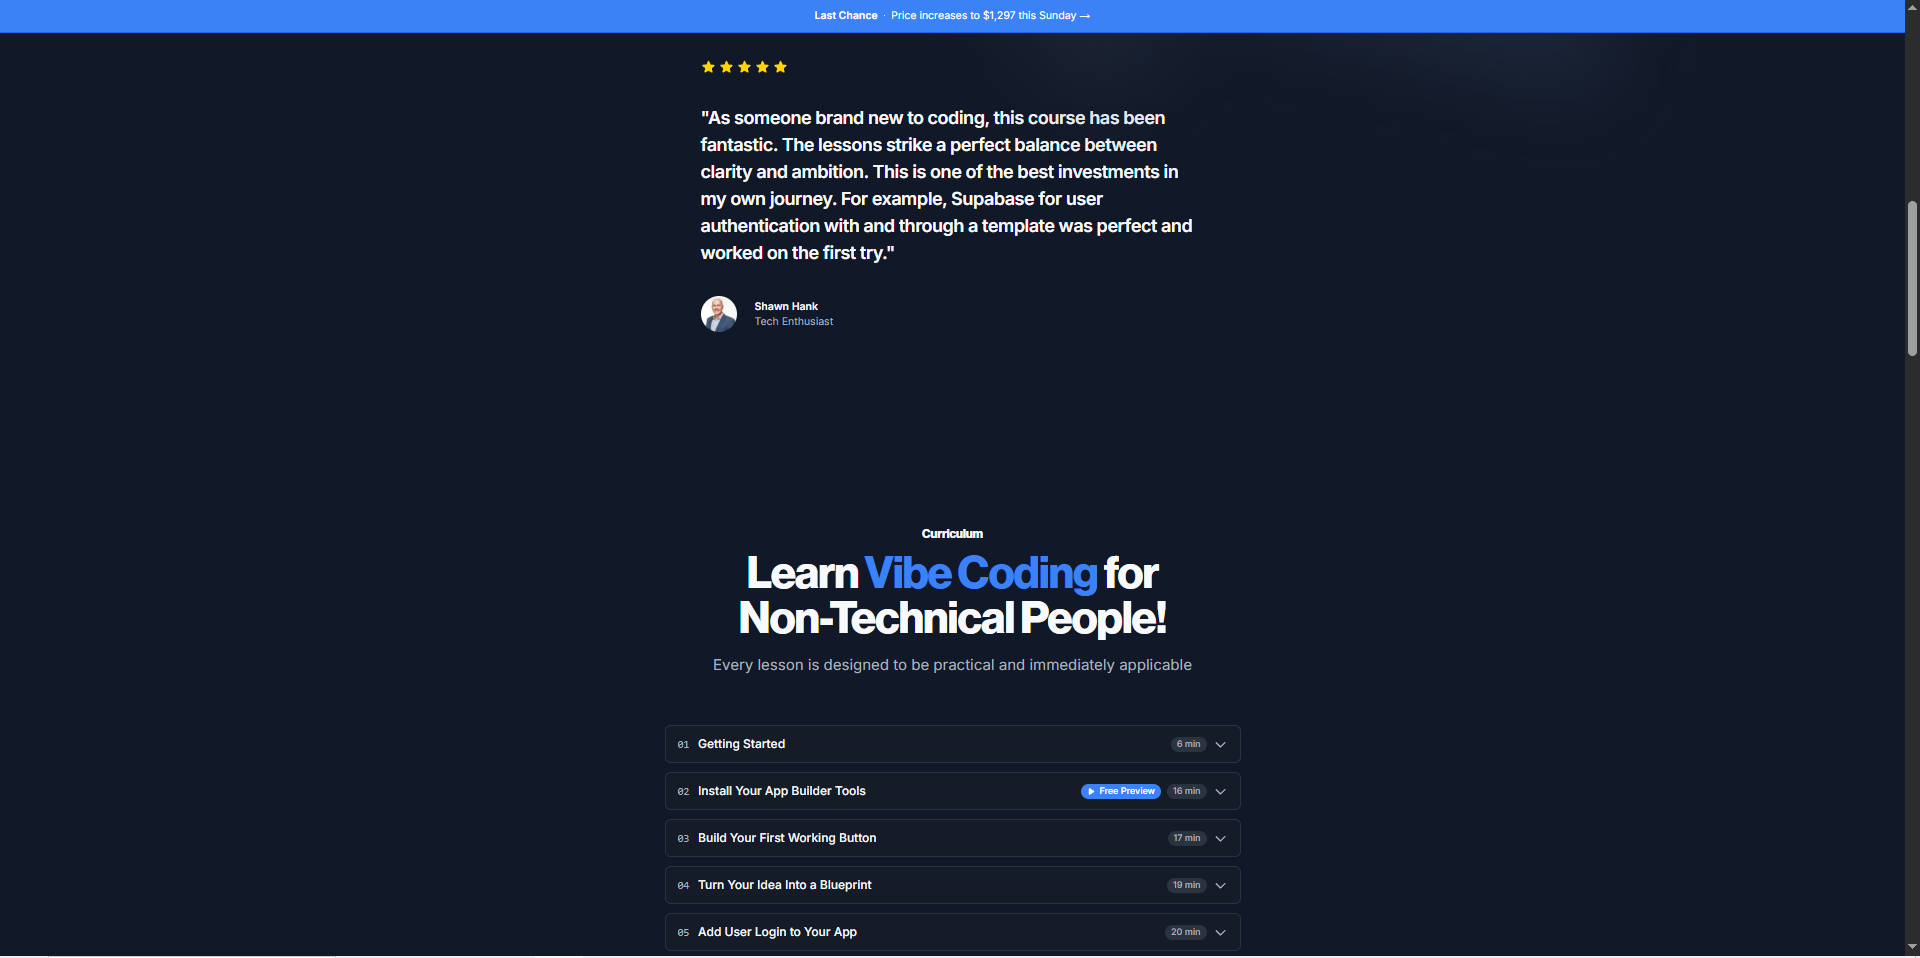 Last Chance · Price increases to $1,297 this Sunday →
"As someone brand new to coding, this course has been
fantastic. The lessons strike a perfect balance between
clarity and ambition. This is one of the best investments in
my own journey. For example, Supabase for user
authentication with and through a template was perfect and
worked on the first try."
Shawn Hank
Tech Enthusiast
Curriculum
Learn Vibe Coding for
Non-Technical People!
Every lesson is designed to be practical and immediately applicable
01 Getting Started 6 min
02 Install Your App Builder Tools Free Preview 16 min
03 Build Your First Working Button 17 min
04 Turn Your Idea Into a Blueprint 19 min
05 Add User Login to Your App 20 min